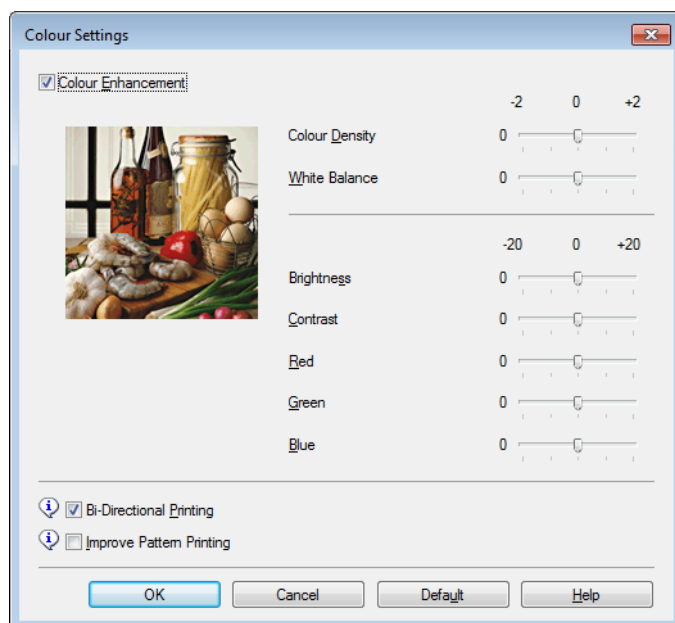 Colour Settings
Colour Enhancement
-2 0 +2
Colour Density 0
White Balance 0
-20 0 +20
Brightness 0
Contrast 0
Red 0
Green 0
Blue 0
Bi-Directional Printing
Improve Pattern Printing
OK Cancel Default Help